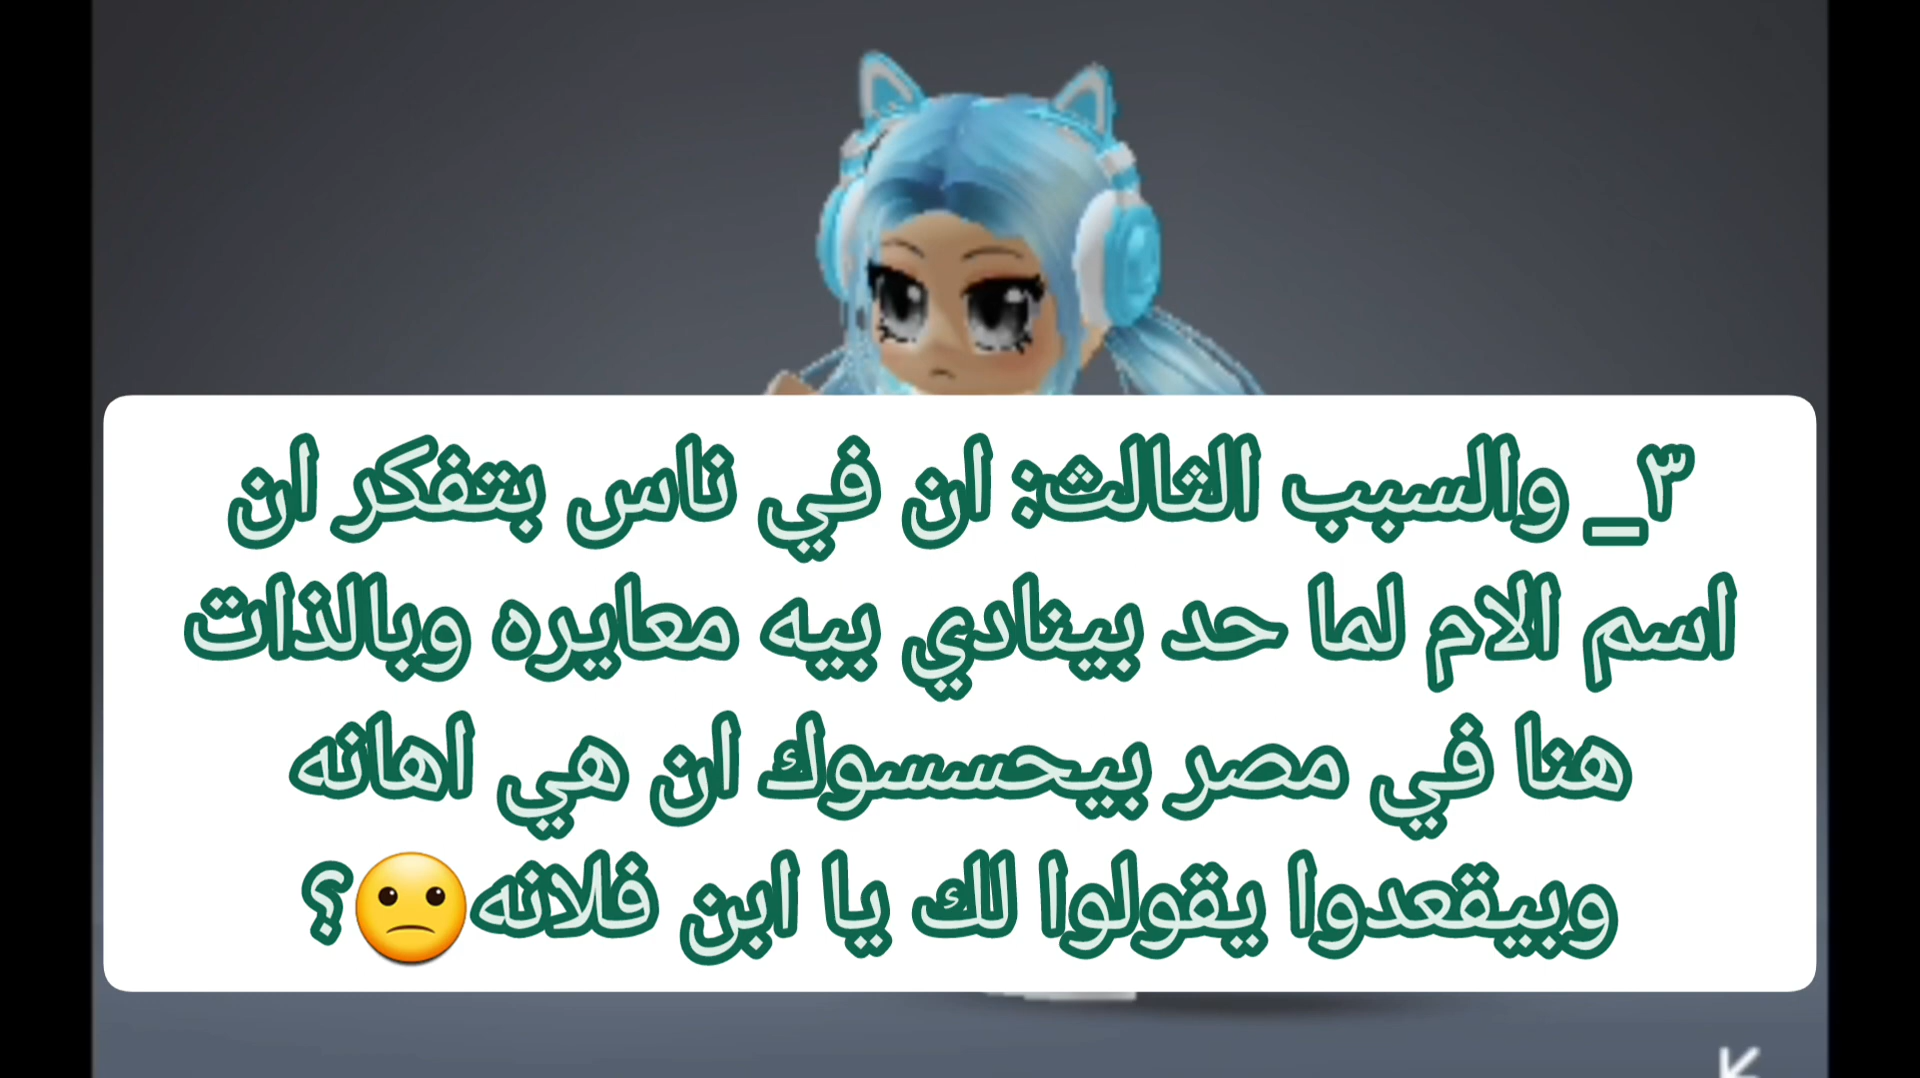 ٣_ والسبب الثالث: ان في ناس بتفكر ان
اسم الام لما حد بينادي بيه معايره وبالذات
هنا في مصر بيحسسوك ان هي اهانه
وبيقعدوا يقولوا لك يا ابن فلانه😕؟